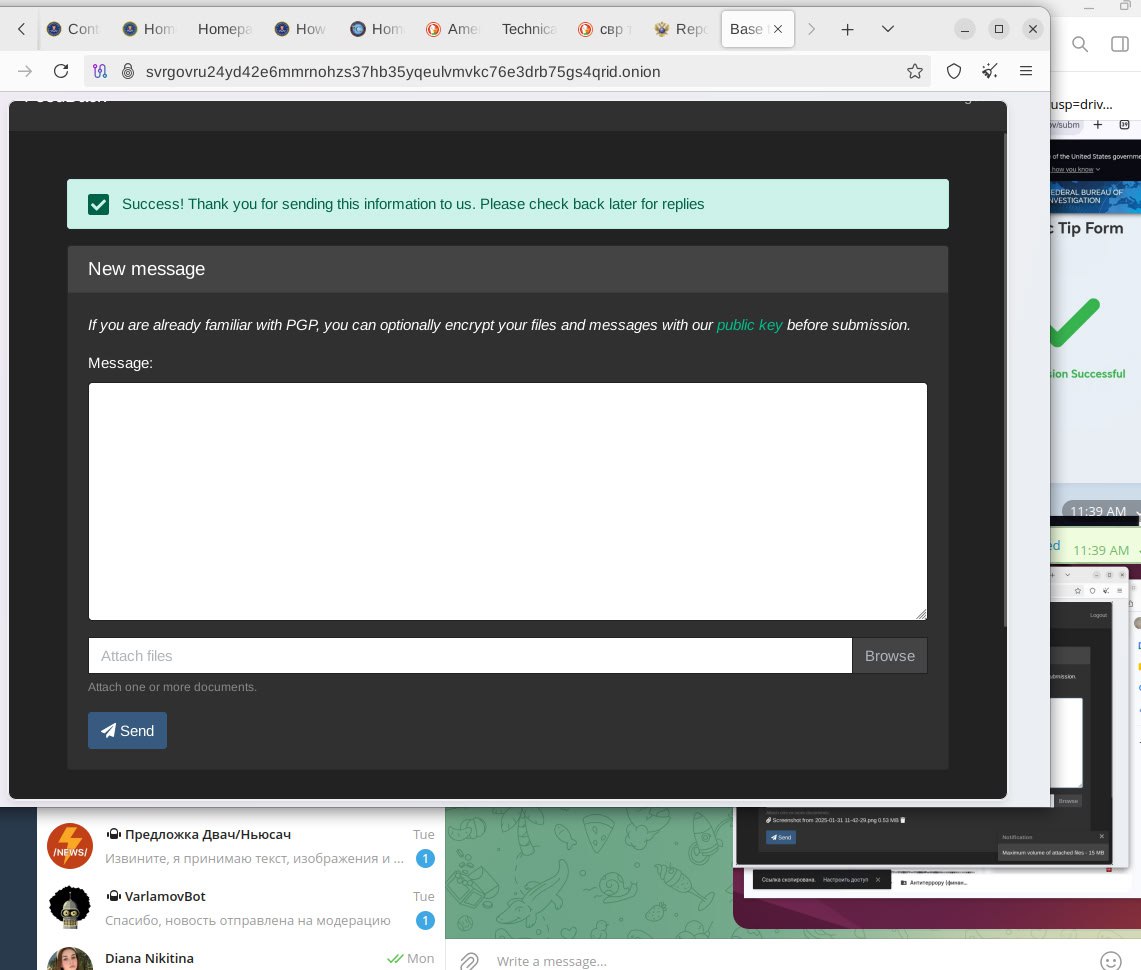 Cont
Hom
Homepa
How
Hom
Ame
Technica
свр т
Repo
Base
svrgovru24yd42e6mmrnohzs37hb35yqeulvmvkc76e3drb75gs4qrid.onion
usp=driv...
ov/subm
of the United States governme
how you know
FEDERAL BUREAU OF
INVESTIGATION
c Tip Form
Success! Thank you for sending this information to us. Please check back later for replies
New message
If you are already familiar with PGP, you can optionally encrypt your files and messages with our public key before submission.
Message:
ion Successful
11:39 AM
ed
11:39 AM
Logout
ubmission.
Attach files
Browse
Attach one or more documents.
Send
Browse
Screenshot from 2025-01-31 11-42-29.png 0.53 MB
Send
Notification
Maximum volume of attached files - 15 MB
Ссылка скопирована.
Настроить доступ
Антитеррору (финан...
/NEWS/
Предложка Двач/Ньюсач
Tue
Извините, я принимаю текст, изображения и ...
1
VarlamovBot
Tue
Спасибо, новость отправлена на модерацию
1
Diana Nikitina
Mon
Write a message...